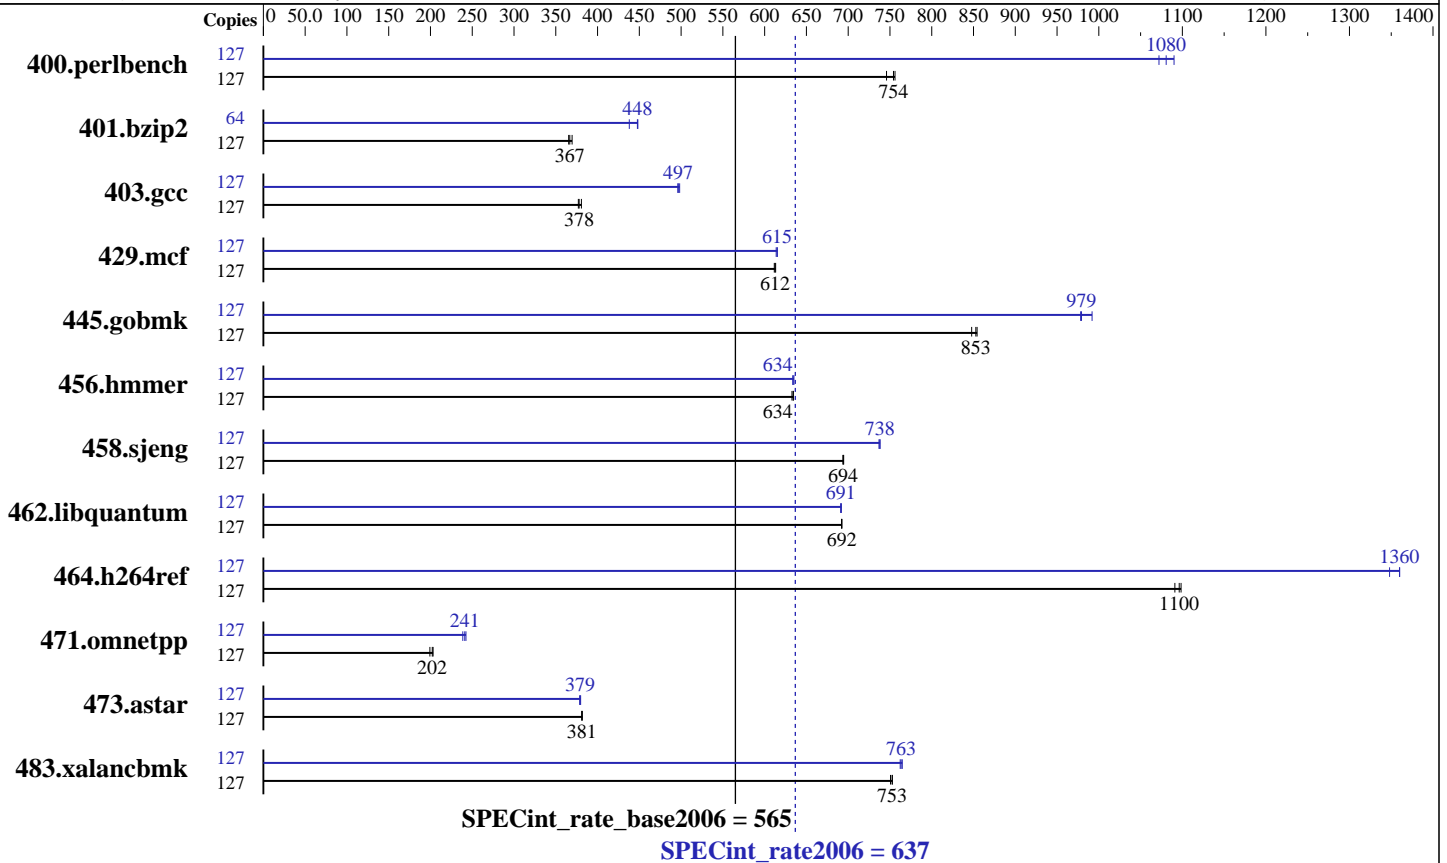 Copies 0 50.0 100 150 200 250 300 350 400 450 500 550 600 650 700 750 800 850 900 950 1000 1100 1200 1300 1400
1080
400.perlbench 127
127
754
448
401.bzip2 64
127
367
497
403.gcc 127
127
378
615
429.mcf 127
127
612
979
445.gobmk 127
127
853
634
456.hmmer 127
127
634
738
458.sjeng 127
127
694
691
462.libquantum 127
127
692
1360
464.h264ref 127
127
1100
241
471.omnetpp 127
127
202
379
473.astar 127
127
381
763
483.xalancbmk 127
127
753
SPECint_rate_base2006 = 565
SPECint_rate2006 = 637